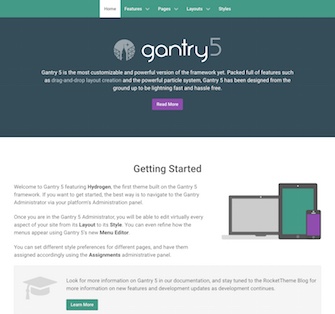 Home Features Pages Layouts Styles
gantry5
Gantry 5 is the most customizable and powerful version of the framework yet. Packed full of features such
as drag-and-drop layout creation and the powerful particle system, Gantry 5 has been designed from the
ground up to be lightning fast and hassle free.
Read More
Getting Started
Welcome to Gantry 5 featuring Hydrogen, the first theme built on the Gantry 5
framework. If you want to get started, the best way is to navigate to the Gantry
Administrator via your platform's Administration panel.
Once you are in the Gantry 5 Administrator, you will be able to edit virtually every
aspect of your site from its Layout to its Style. You can even refine how the
menus appear using Gantry 5's new Menu Editor.
You can set different style preferences for different pages, and have them
assigned accordingly using the Assignments administrative panel.
Look for more information on Gantry 5 in our documentation, and stay tuned to the RocketTheme Blog for
more information on new features and development updates as development continues.
Learn More